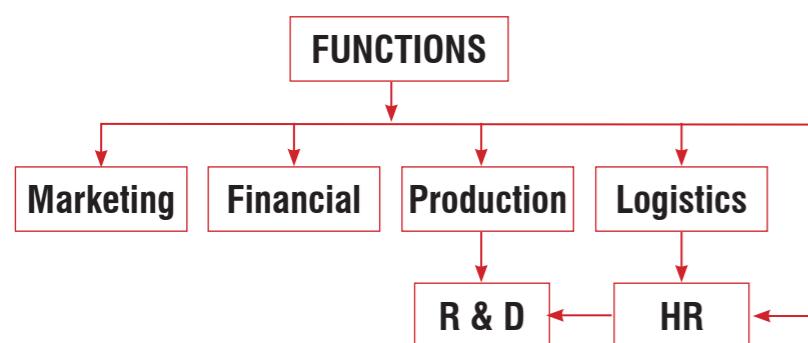 FUNCTIONS
Marketing
Financial
Production
Logistics
R & D
HR